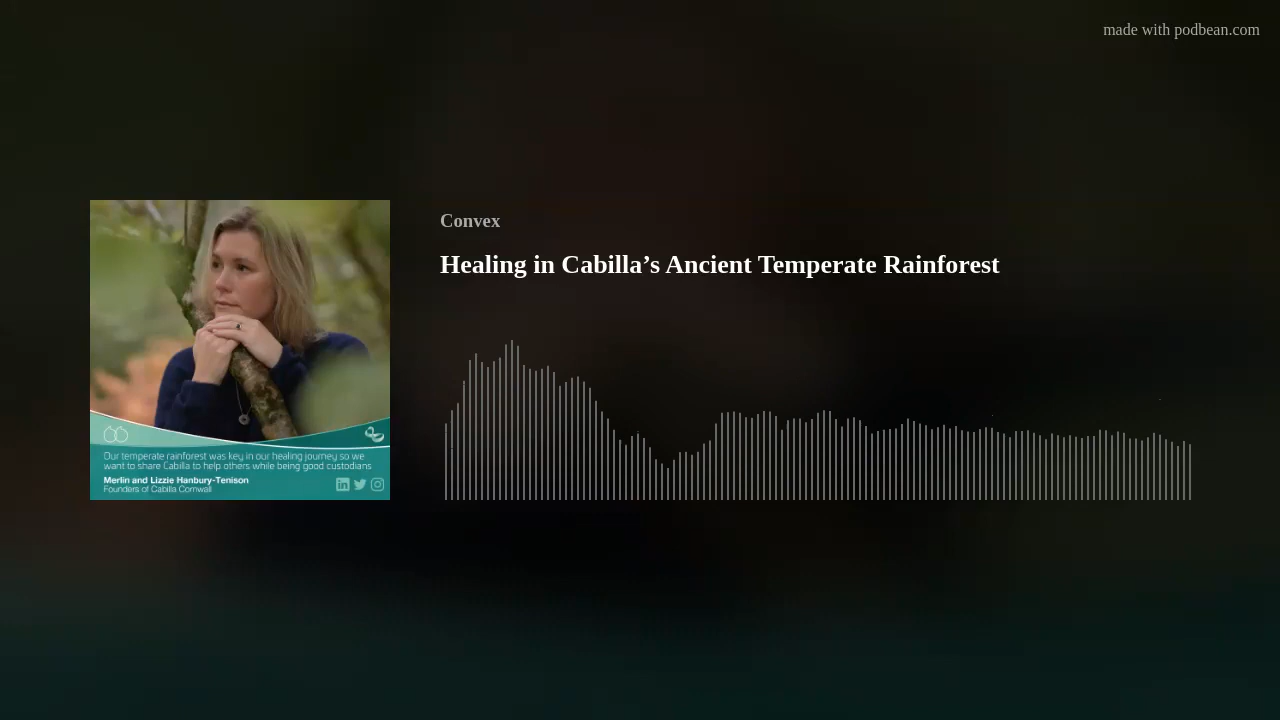 made with podbean.com
Convex
Healing in Cabilla’s Ancient Temperate Rainforest
Our temperate rainforest was key in our healing journey so we
want to share Cabilla to help others while being good custodians
Merlin and Lizzie Hanbury-Tenison
Founders of Cabilla Cornwall